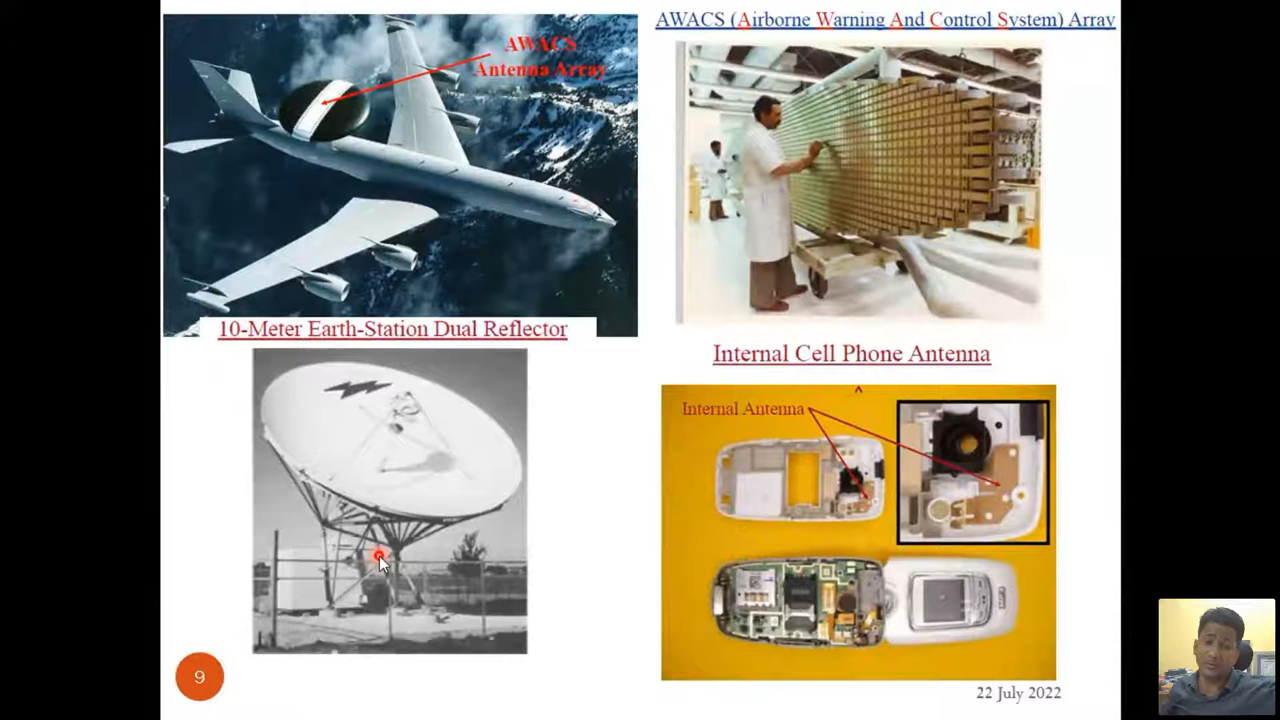 AWACS (Airborne Warning And Control System) Array
AWACS
Antenna Array
10-Meter Earth-Station Dual Reflector
Internal Cell Phone Antenna
^
Internal Antenna
9
22 July 2022